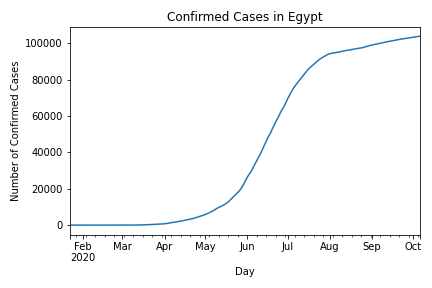 Confirmed Cases in Egypt
Number of Confirmed Cases
100000
80000
60000
40000
20000
0
Feb Mar Apr May Jun Jul Aug Sep Oct
2020
Day